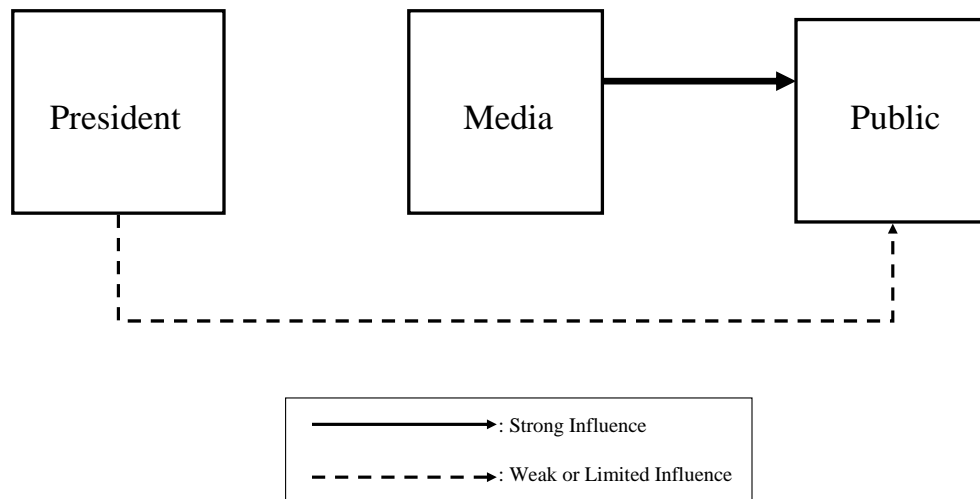 President
Media
Public
: Strong Influence
: Weak or Limited Influence